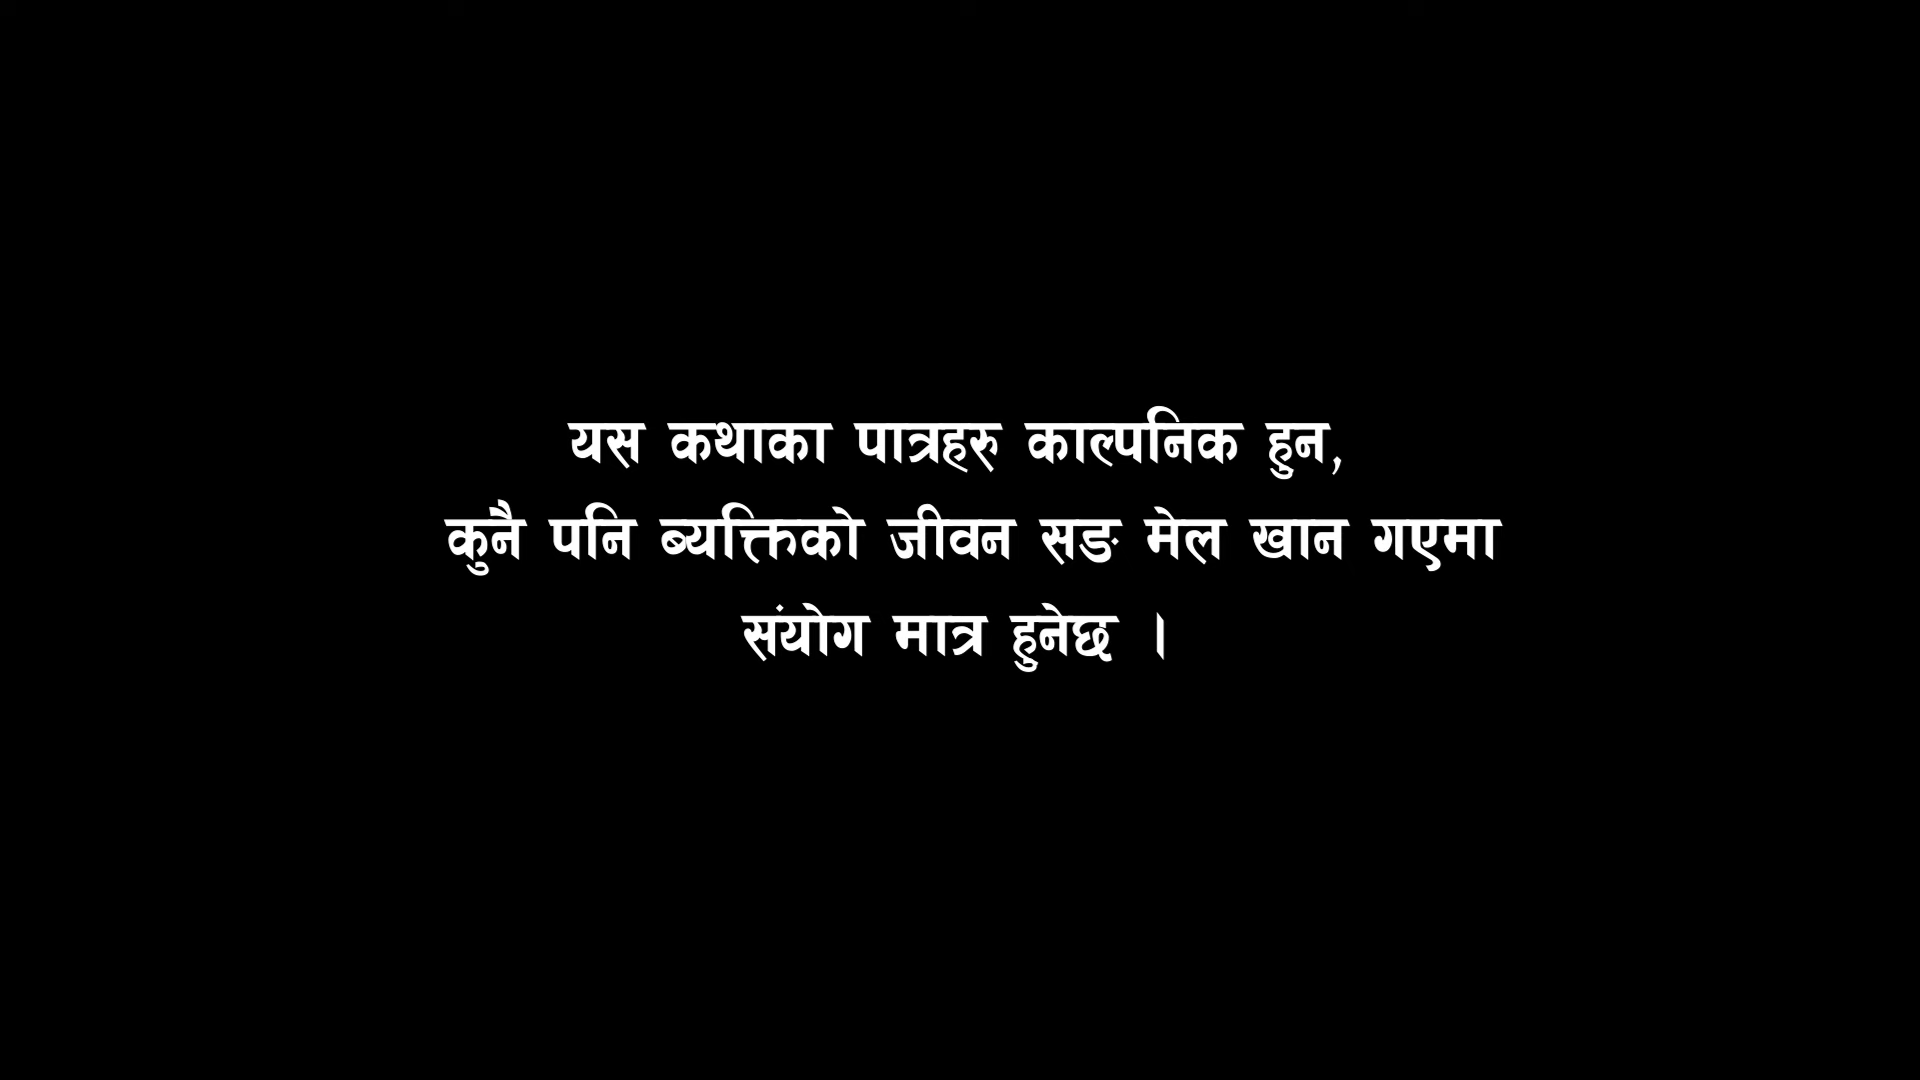 यस कथाका पात्रहरु काल्पनिक हुन,
कुनै पनि ब्यक्तिको जीवन सङ मेल खान गएमा
संयोग मात्र हुनेछ ।